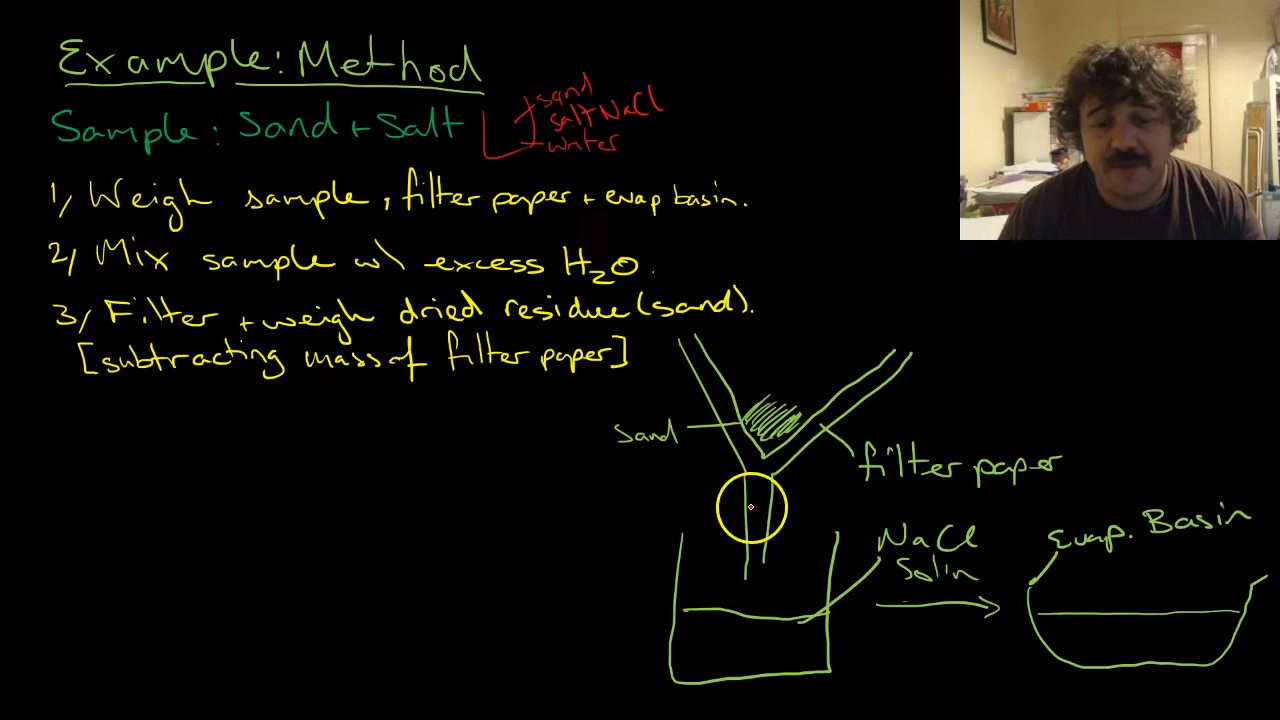 Example: Method
Sample: Sand + Salt
sand
salt NaCl
water
1, Weigh sample, filter paper + evap basin.
2, Mix sample w\ excess H₂O.
3, Filter + weigh dried residue (sand).
[subtracting mass of filter paper]
sand
filter paper
NaCl
Sol'n
Evap. Basin